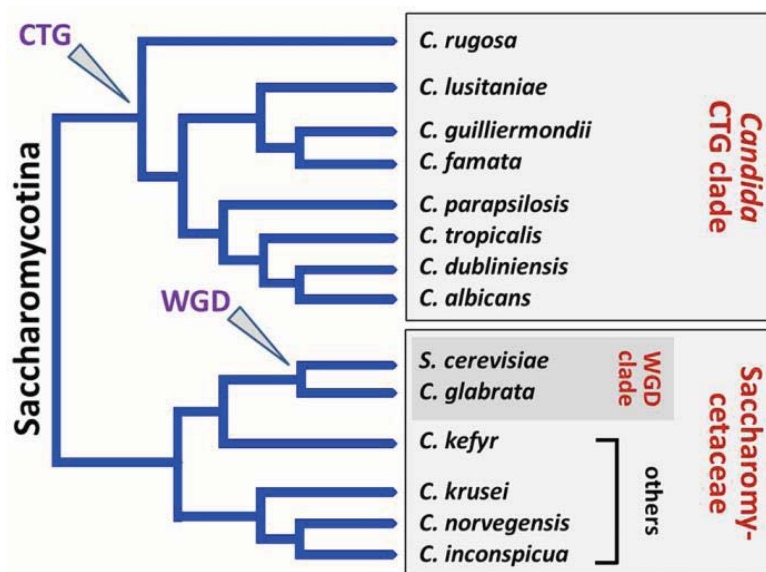 CTG
C. rugosa
C. lusitaniae
C. guilliermondii
C. famata
C. parapsilosis
C. tropicalis
C. dubliniensis
C. albicans
Candida
CTG clade
Saccharomycotina
WGD
S. cerevisiae
C. glabrata
WGD
clade
C. kefyr
C. krusei
C. norvegensis
C. inconspicua
others
Saccharomy-
cetaceae